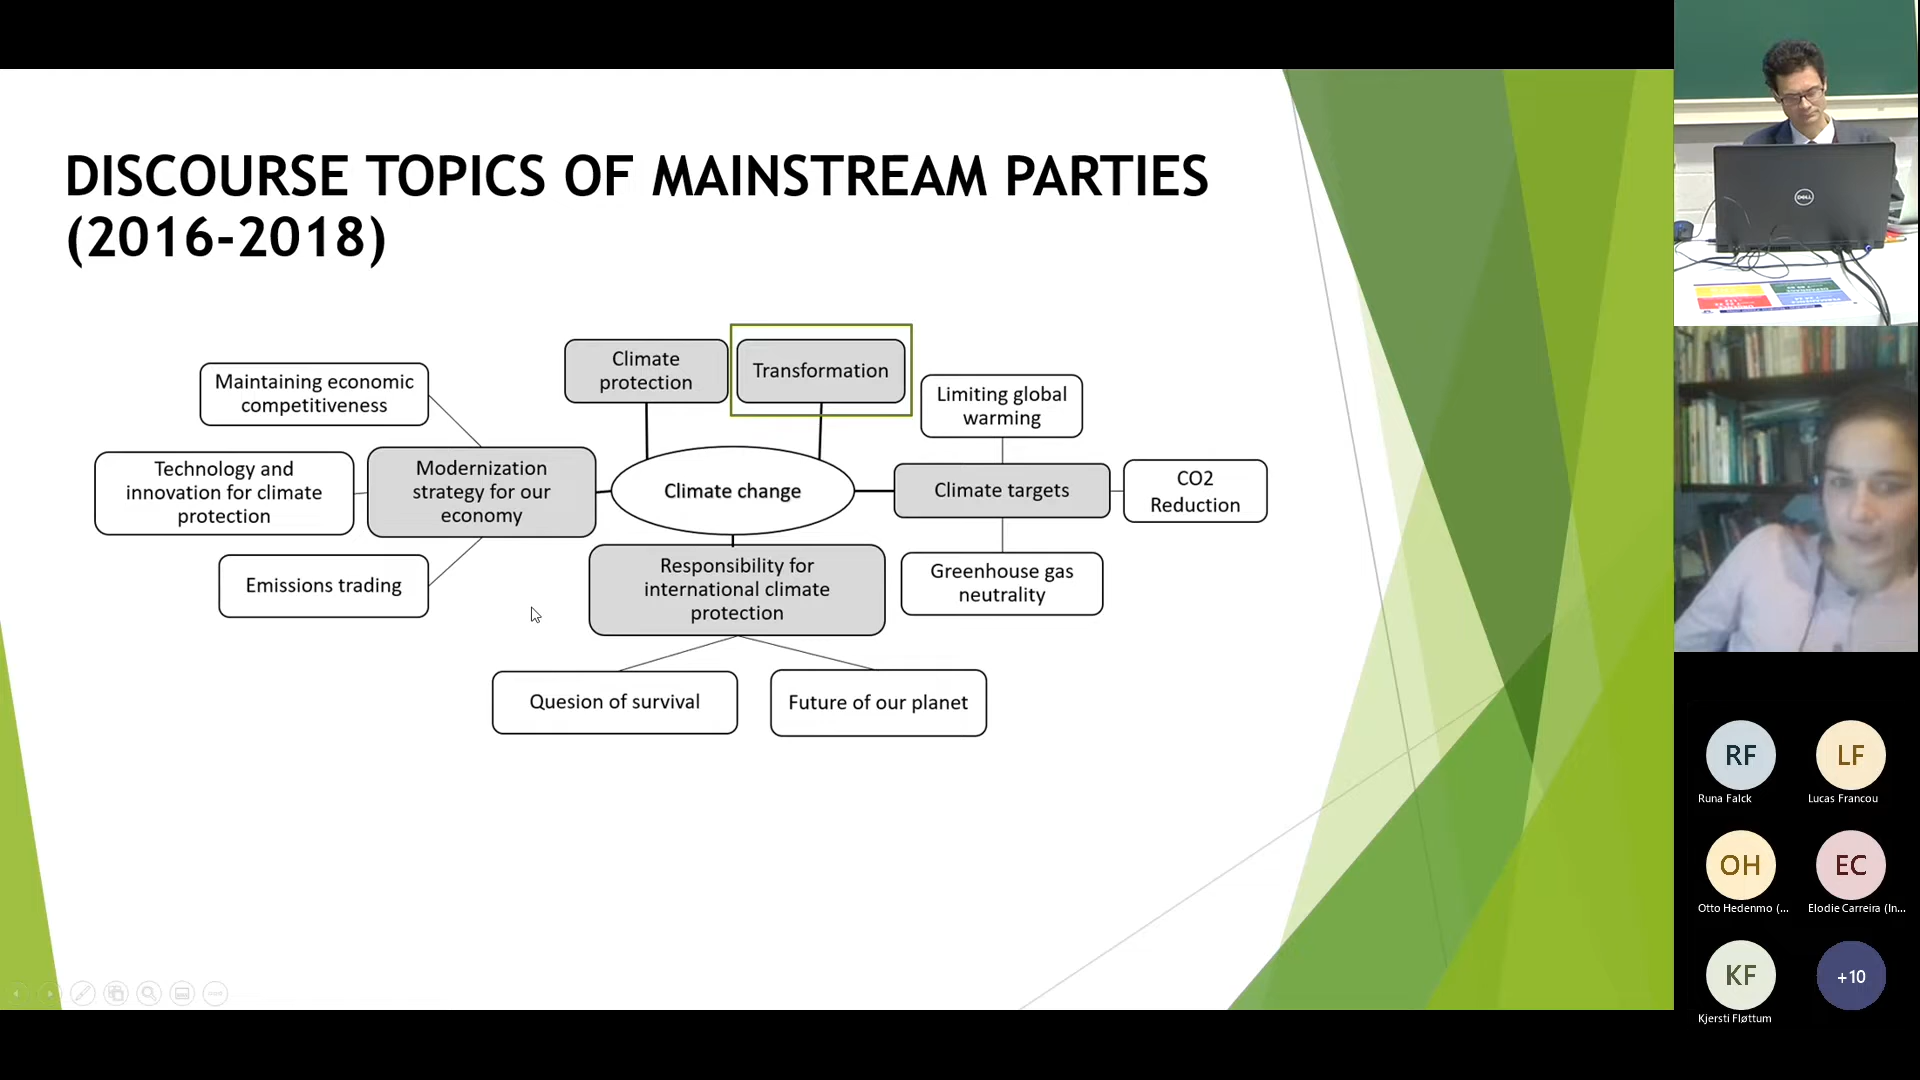 DISCOURSE TOPICS OF MAINSTREAM PARTIES
(2016-2018)
Climate
protection
Transformation
Maintaining economic
competitiveness
Limiting global
warming
Technology and
innovation for climate
protection
Modernization
strategy for our
economy
Climate change
Climate targets
CO2
Reduction
Emissions trading
Responsibility for
international climate
protection
Greenhouse gas
neutrality
Quesion of survival
Future of our planet
DELL
RF
Runa Falck
LF
Lucas Francou
OH
Otto Hedenmo (...
EC
Elodie Carreira (In...
KF
Kjersti Fløttum
+10